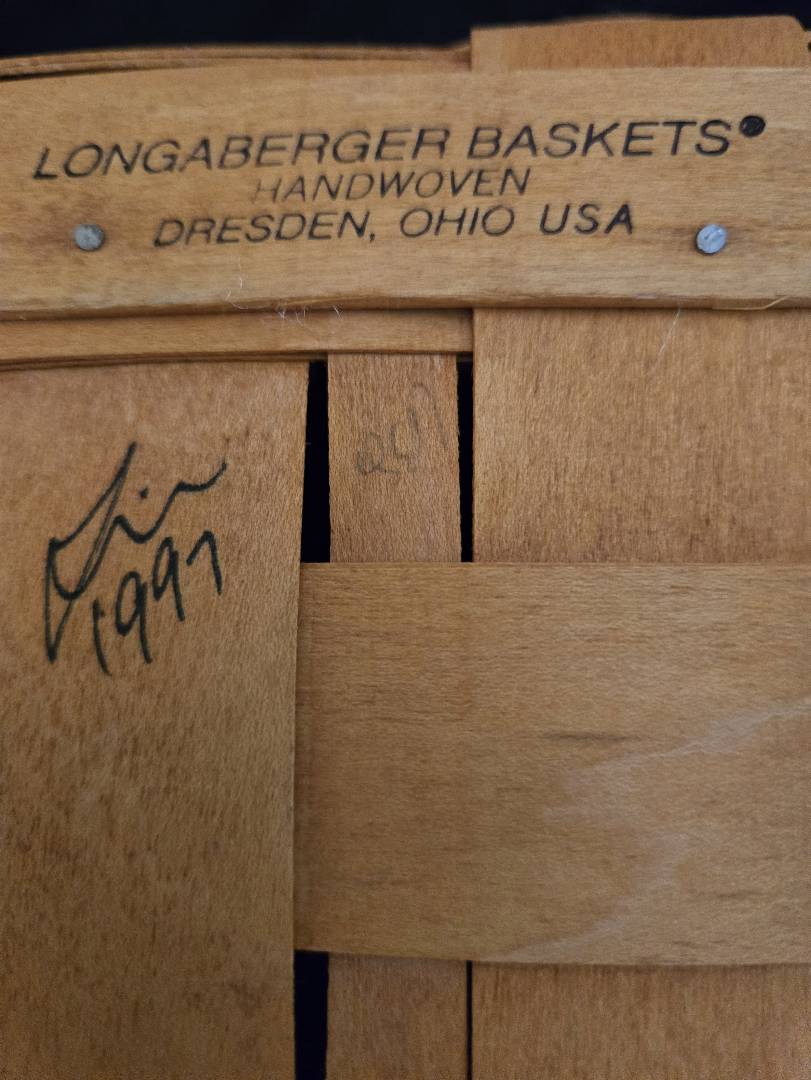 LONGABERGER BASKETS®
HANDWOVEN
DRESDEN, OHIO USA
1997